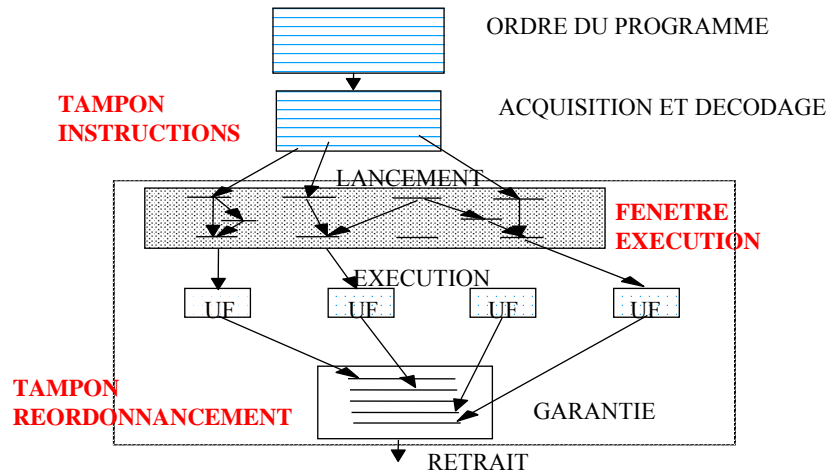 ORDRE DU PROGRAMME
TAMPON
INSTRUCTIONS
ACQUISITION ET DECODAGE
LANCEMENT
FENETRE
EXECUTION
EXECUTION
UF UF UF UF
TAMPON
REORDONNANCEMENT
GARANTIE
RETRAIT